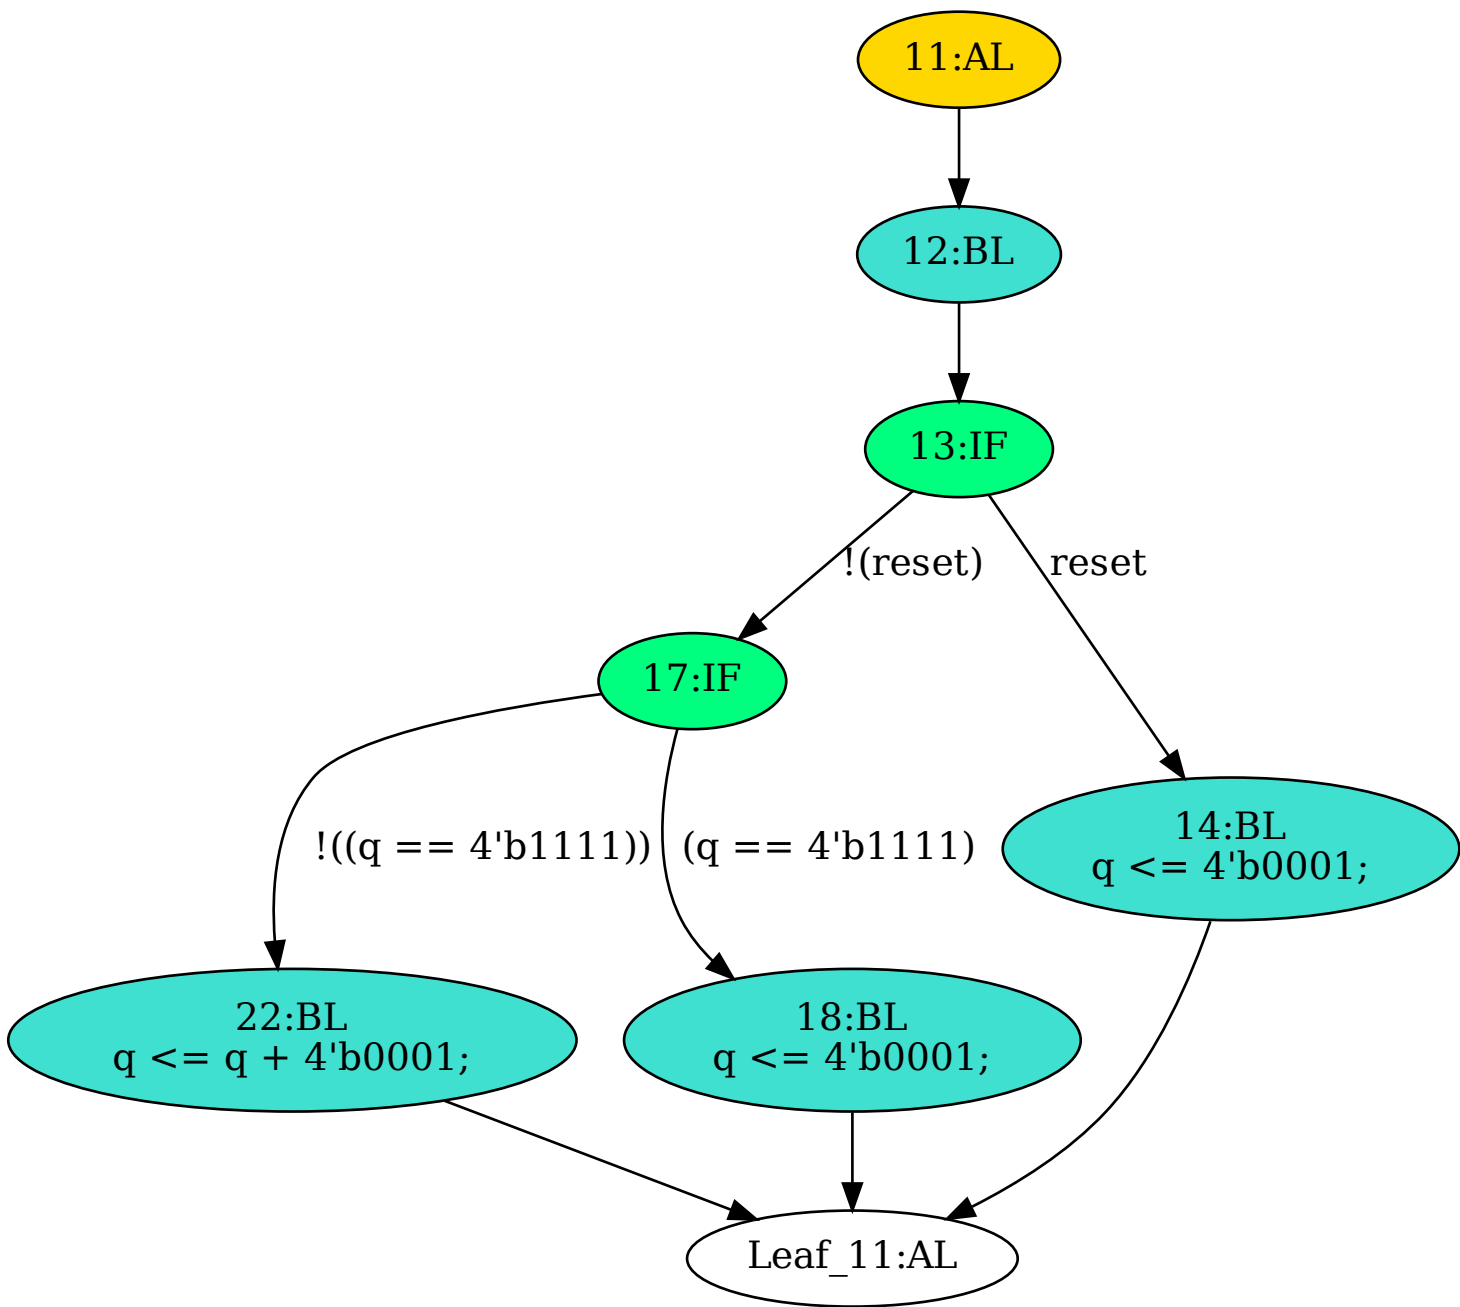 11:AL
12:BL
13:IF
!(reset)
reset
17:IF
!((q == 4'b1111))
(q == 4'b1111)
14:BL
q <= 4'b0001;
22:BL
q <= q + 4'b0001;
18:BL
q <= 4'b0001;
Leaf_11:AL